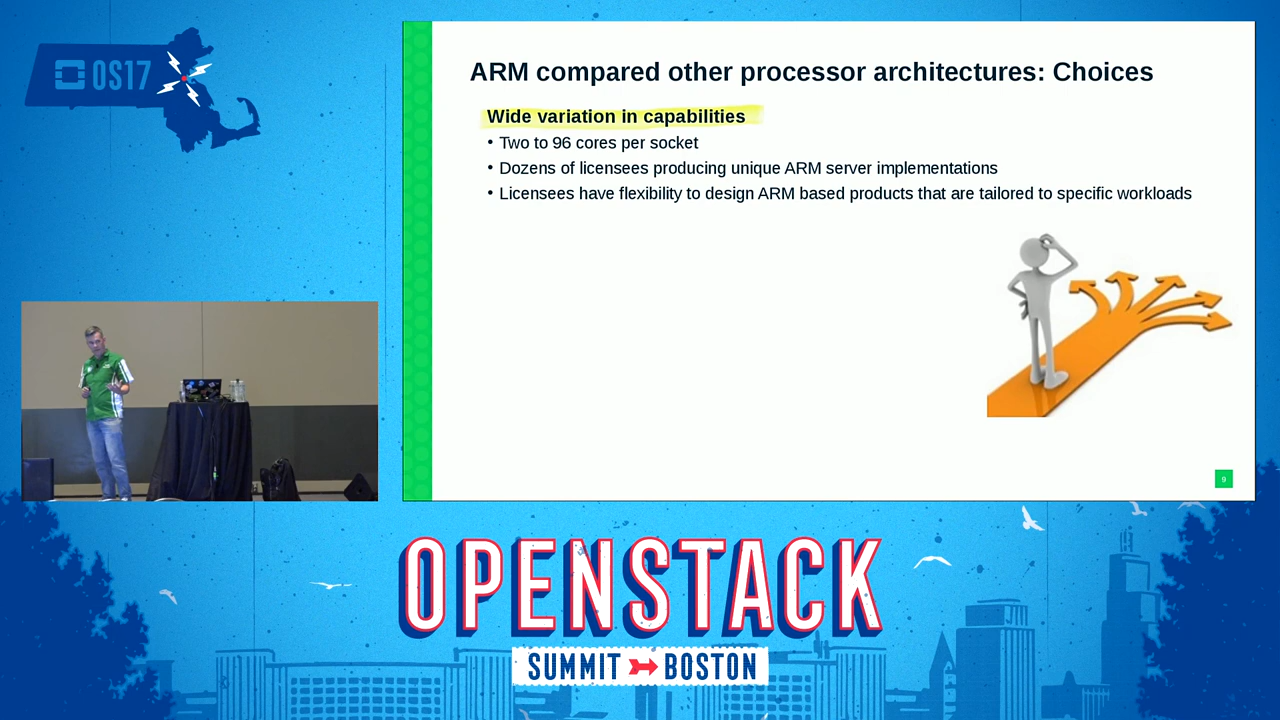 OS17
ARM compared other processor architectures: Choices
Wide variation in capabilities
• Two to 96 cores per socket
• Dozens of licensees producing unique ARM server implementations
• Licensees have flexibility to design ARM based products that are tailored to specific workloads
9
OPENSTACK
SUMMIT BOSTON